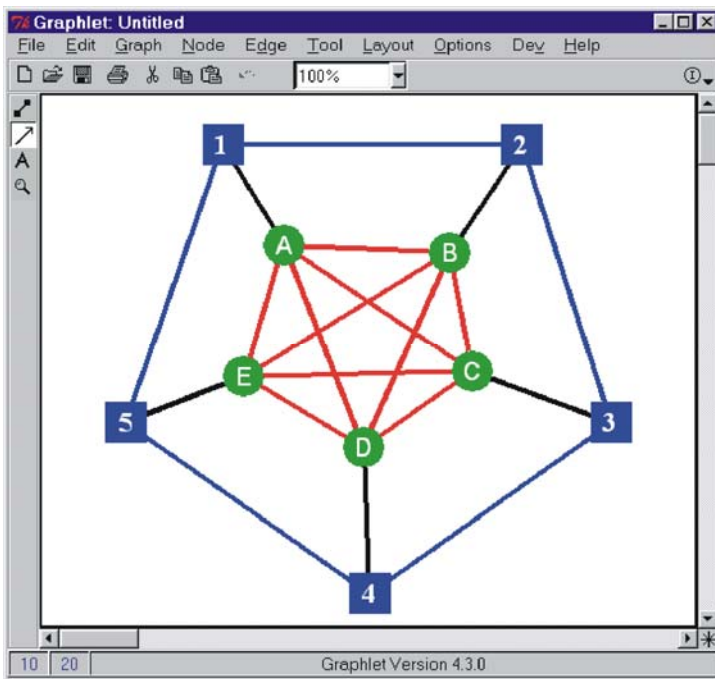 Graphlet: Untitled
File Edit Graph Node Edge Tool Layout Options Dev Help
100%
1 2
A B
E C
5 3
D
4
10 20 Graphlet Version 4.3.0